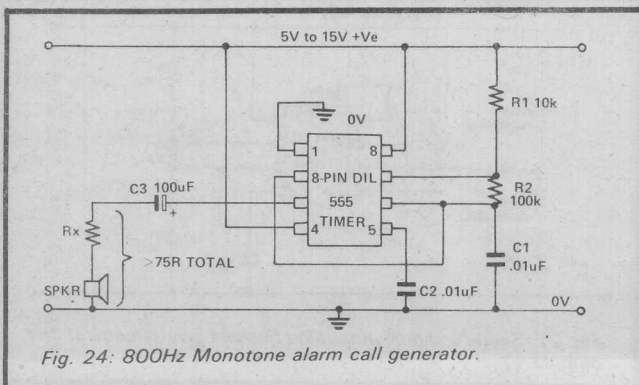 5V to 15V +Ve
R1 10k
0V
1 8
8-PIN DIL
R2
100k
C3 100uF
555
+
TIMER
4 5
Rx
>75R TOTAL
C1
.01uF
SPKR
C2 .01uF
0V
Fig. 24: 800Hz Monotone alarm call generator.